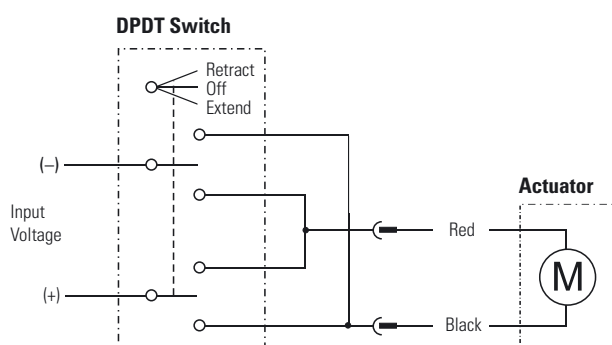 DPDT Switch
Retract
Off
Extend
(–)
Input
Voltage
(+)
Actuator
Red
M
Black